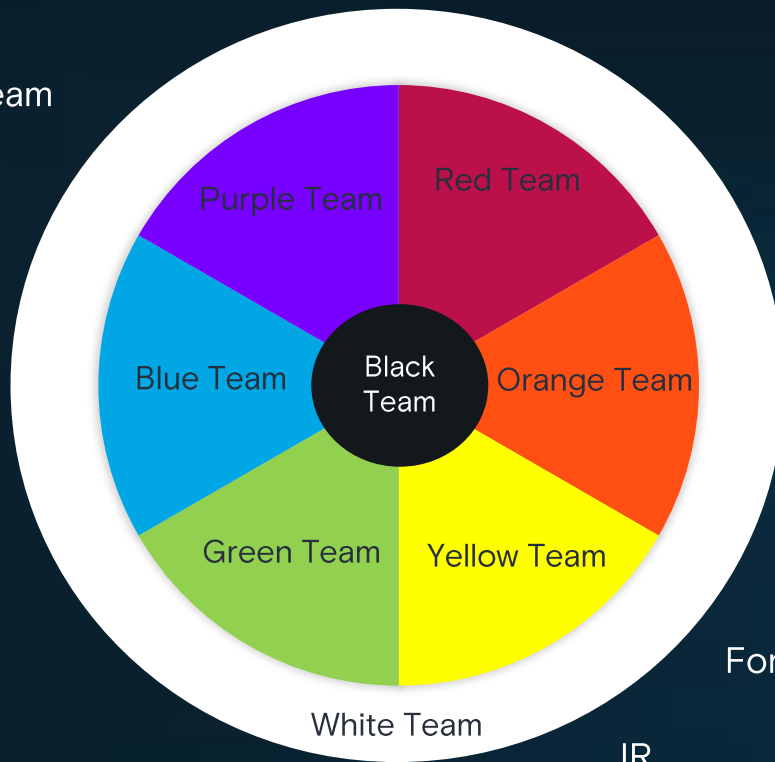 eam
Purple Team
Red Team
Blue Team
Black
Team
Orange Team
Green Team
Yellow Team
For
White Team
IR